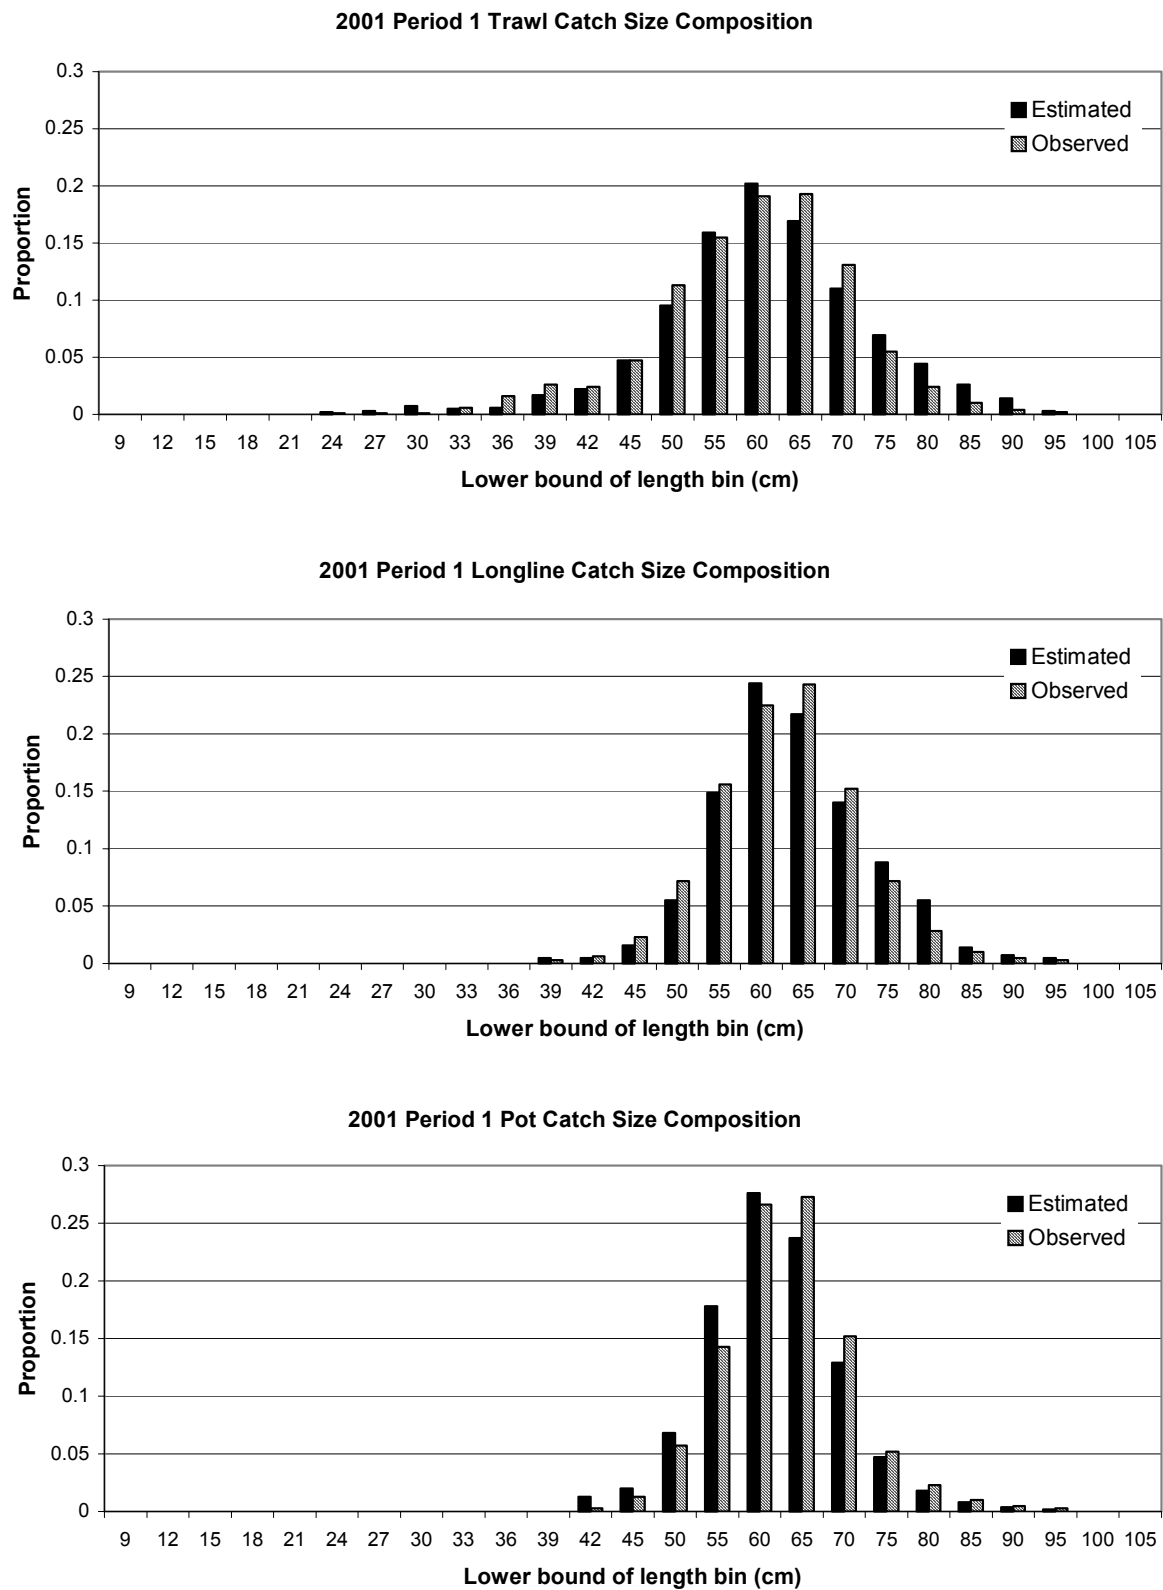 2001 Period 1 Trawl Catch Size Composition
0.3
0.25
0.2
0.15
0.1
0.05
0
Proportion
Estimated
Observed
9 12 15 18 21 24 27 30 33 36 39 42 45 50 55 60 65 70 75 80 85 90 95 100 105
Lower bound of length bin (cm)
2001 Period 1 Longline Catch Size Composition
0.3
0.25
0.2
0.15
0.1
0.05
0
Proportion
Estimated
Observed
9 12 15 18 21 24 27 30 33 36 39 42 45 50 55 60 65 70 75 80 85 90 95 100 105
Lower bound of length bin (cm)
2001 Period 1 Pot Catch Size Composition
0.3
0.25
0.2
0.15
0.1
0.05
0
Proportion
Estimated
Observed
9 12 15 18 21 24 27 30 33 36 39 42 45 50 55 60 65 70 75 80 85 90 95 100 105
Lower bound of length bin (cm)